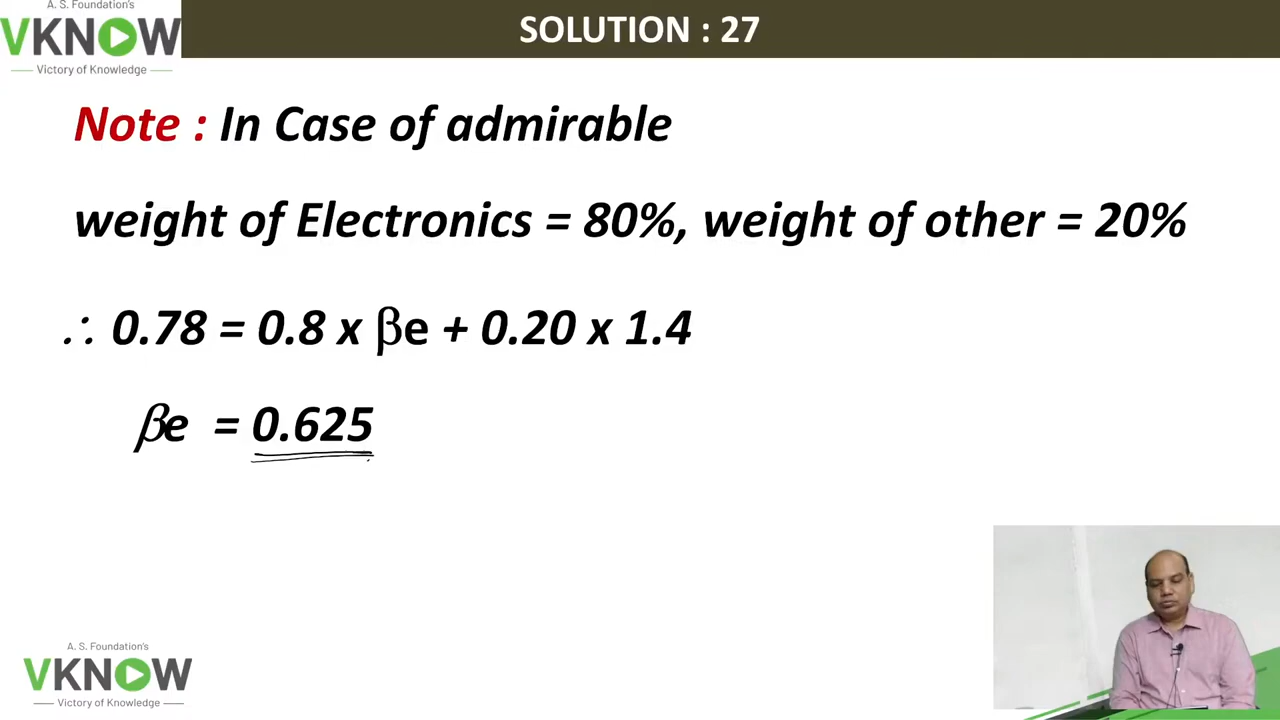 A. S. Foundation's
VKNOW
Victory of Knowledge
SOLUTION : 27
Note : In Case of admirable
weight of Electronics = 80%, weight of other = 20%
∴ 0.78 = 0.8 x βe + 0.20 x 1.4
βe = 0.625
A. S. Foundation's
VKNOW
Victory of Knowledge